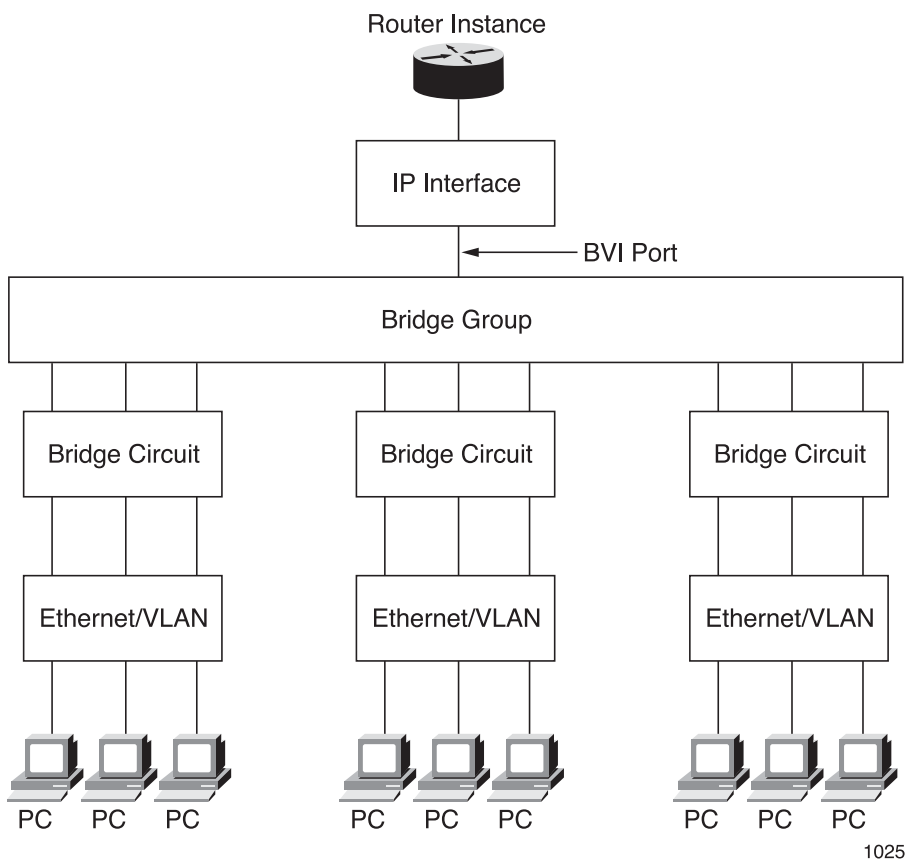 Router Instance
IP Interface
BVI Port
Bridge Group
Bridge Circuit
Bridge Circuit
Bridge Circuit
Ethernet/VLAN
Ethernet/VLAN
Ethernet/VLAN
PC PC PC PC PC PC PC PC PC
1025